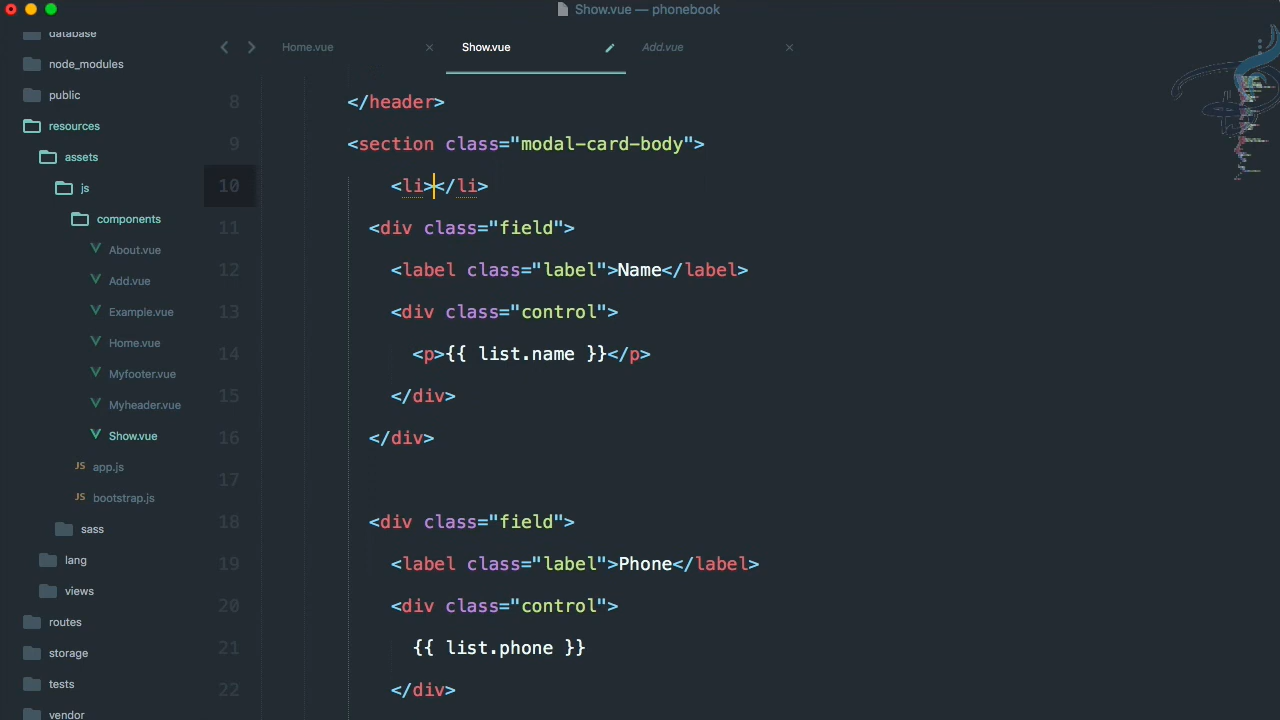 Show.vue — phonebook
database
node_modules
public
resources
assets
js
components
About.vue
Add.vue
Example.vue
Home.vue
Myfooter.vue
Myheader.vue
Show.vue
JS app.js
JS bootstrap.js
sass
lang
views
routes
storage
tests
vendor
Home.vue × Show.vue Add.vue ×
8 </header>
9 <section class="modal-card-body">
10 <li></li>
11 <div class="field">
12 <label class="label">Name</label>
13 <div class="control">
14 <p>{{ list.name }}</p>
15 </div>
16 </div>
17
18 <div class="field">
19 <label class="label">Phone</label>
20 <div class="control">
21 {{ list.phone }}
22 </div>